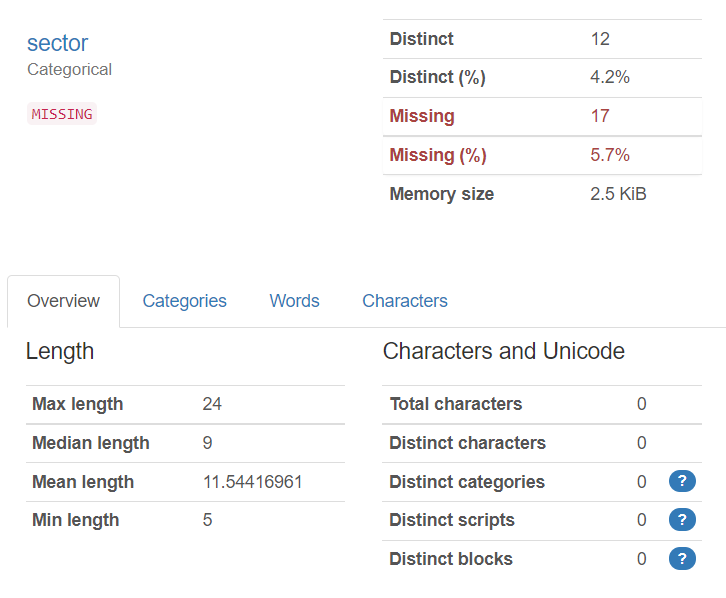 sector
Categorical
MISSING
Distinct 12
Distinct (%) 4.2%
Missing 17
Missing (%) 5.7%
Memory size 2.5 KiB
Overview Categories Words Characters
Length
Max length 24
Median length 9
Mean length 11.54416961
Min length 5
Characters and Unicode
Total characters 0
Distinct characters 0
Distinct categories 0 ?
Distinct scripts 0 ?
Distinct blocks 0 ?